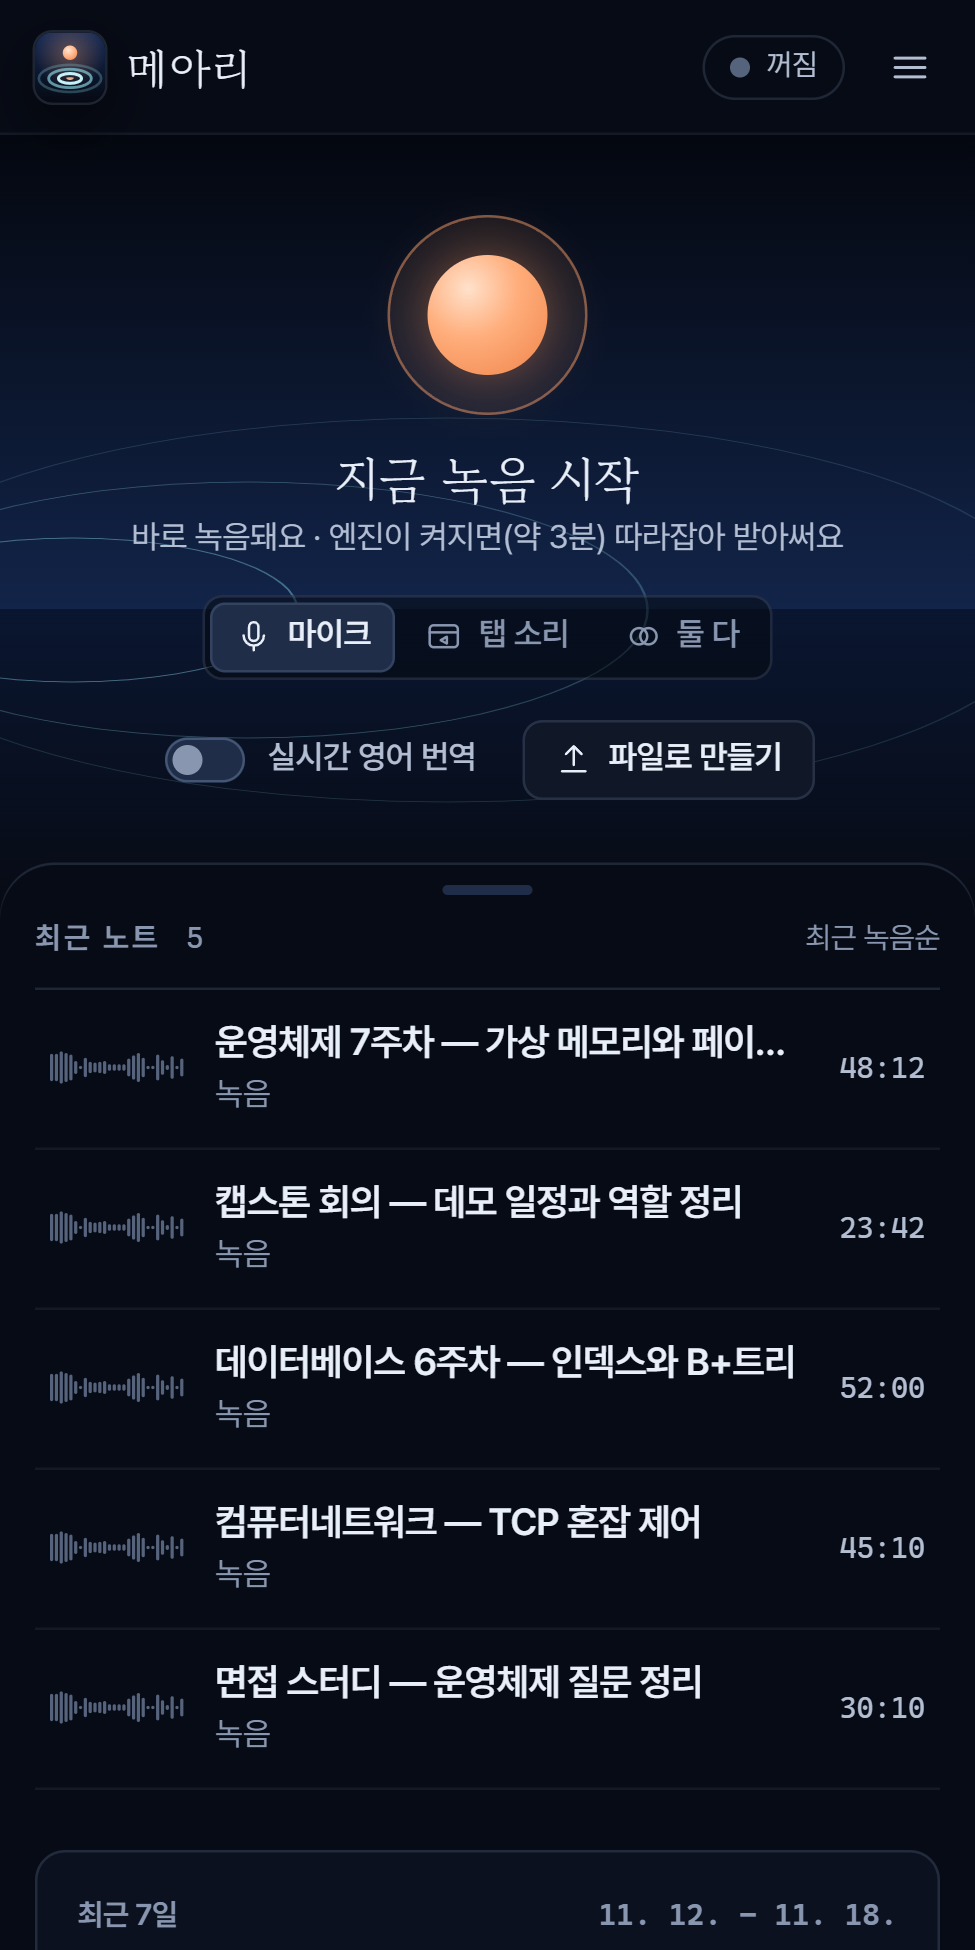 메아리
꺼짐
지금 녹음 시작
바로 녹음돼요 · 엔진이 켜지면(약 3분) 따라잡아 받아써요
마이크
탭 소리
둘 다
실시간 영어 번역
파일로 만들기
최근 노트 5
최근 녹음순
운영체제 7주차 — 가상 메모리와 페이...
녹음
48:12
캡스톤 회의 — 데모 일정과 역할 정리
녹음
23:42
데이터베이스 6주차 — 인덱스와 B+트리
녹음
52:00
컴퓨터네트워크 — TCP 혼잡 제어
녹음
45:10
면접 스터디 — 운영체제 질문 정리
녹음
30:10
최근 7일
11. 12. – 11. 18.